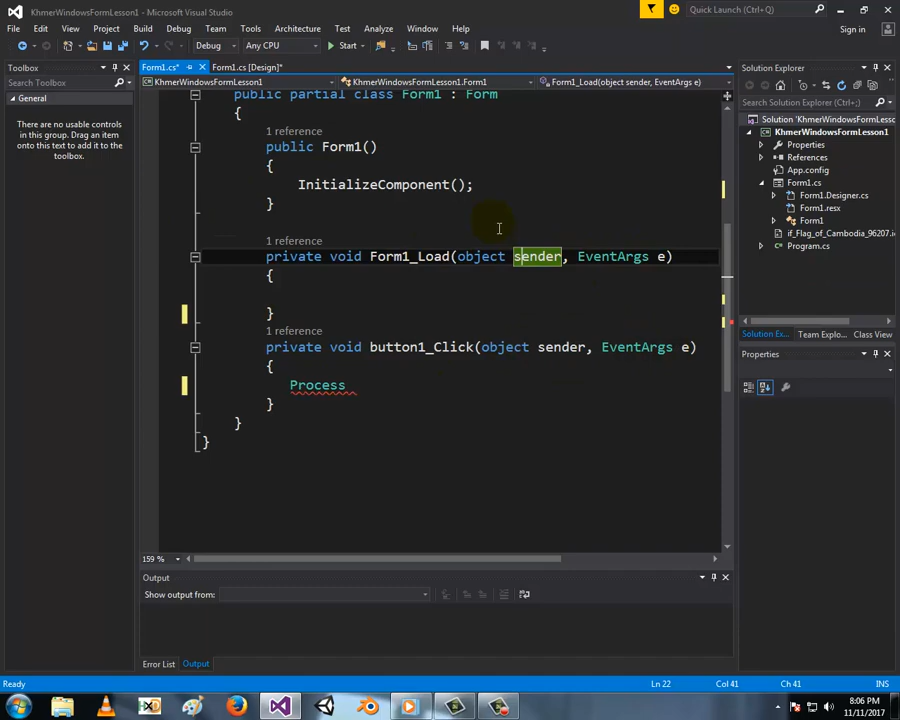 KhmerWindowsFormLesson1 - Microsoft Visual Studio
Quick Launch (Ctrl+Q)
File Edit View Project Build Debug Team Tools Architecture Test Analyze Window Help
Sign in
Debug Any CPU Start
Toolbox
Search Toolbox
General
There are no usable controls
in this group. Drag an item
onto this text to add it to the
toolbox.
Form1.cs* Form1.cs [Design]*
KhmerWindowsFormLesson1 KhmerWindowsFormLesson1.Form1 Form1_Load(object sender, EventArgs e)
public partial class Form1 : Form
{
1 reference
public Form1()
{
InitializeComponent();
}
1 reference
private void Form1_Load(object sender, EventArgs e)
{
}
1 reference
private void button1_Click(object sender, EventArgs e)
{
Process
}
}
}
159 %
Output
Show output from:
Error List Output
Solution Explorer
Search Solution Explorer (Ctrl+;)
Solution 'KhmerWindowsFormLesso
KhmerWindowsFormLesson1
Properties
References
App.config
Form1.cs
Form1.Designer.cs
Form1.resx
Form1
if_Flag_of_Cambodia_96207.i
Program.cs
Solution Ex... Team Explo... Class View
Properties
Ready Ln 22 Col 41 Ch 41 INS
8:06 PM
11/11/2017